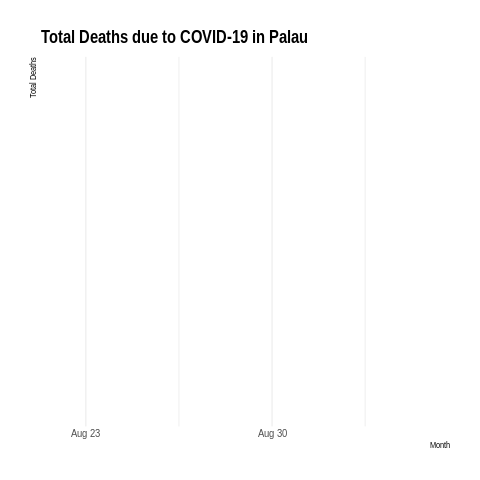 Total Deaths due to COVID-19 in Palau
Total Deaths
Aug 23
Aug 30
Month